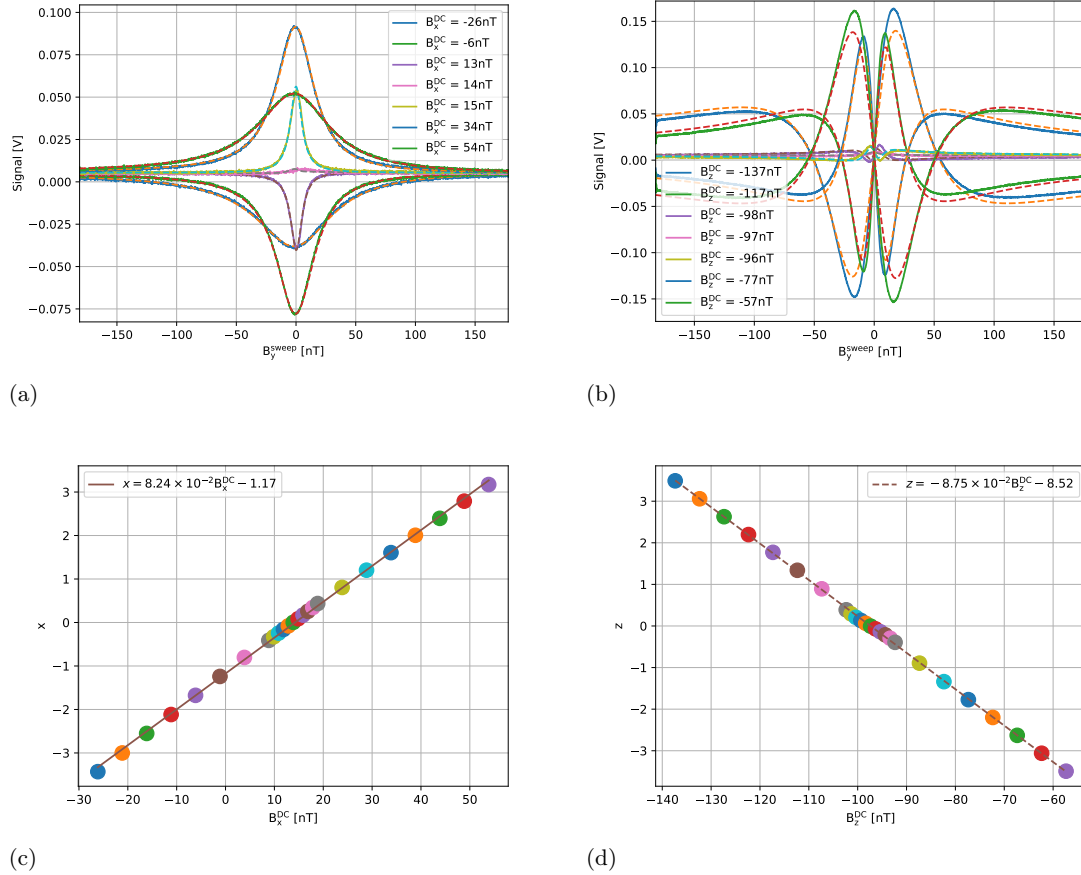 0.100
0.075
0.050
0.025
0.000
−0.025
−0.050
−0.075
Signal [V]
−150 −100 −50 0 50 100 150
B_y^sweep [nT]
B_x^DC = -26nT
B_x^DC = -6nT
B_x^DC = 13nT
B_x^DC = 14nT
B_x^DC = 15nT
B_x^DC = 34nT
B_x^DC = 54nT
(a)
0.15
0.10
0.05
0.00
−0.05
−0.10
−0.15
Signal [V]
B_z^DC = -137nT
B_z^DC = -117nT
B_z^DC = -98nT
B_z^DC = -97nT
B_z^DC = -96nT
B_z^DC = -77nT
B_z^DC = -57nT
−150 −100 −50 0 50 100 150
B_y^sweep [nT]
(b)
x = 8.24 × 10⁻²B_x^DC − 1.17
3
2
1
0
−1
−2
−3
x
−30 −20 −10 0 10 20 30 40 50
B_x^DC [nT]
(c)
z = −8.75 × 10⁻²B_z^DC − 8.52
3
2
1
0
−1
−2
−3
z
−140 −130 −120 −110 −100 −90 −80 −70 −60
B_z^DC [nT]
(d)